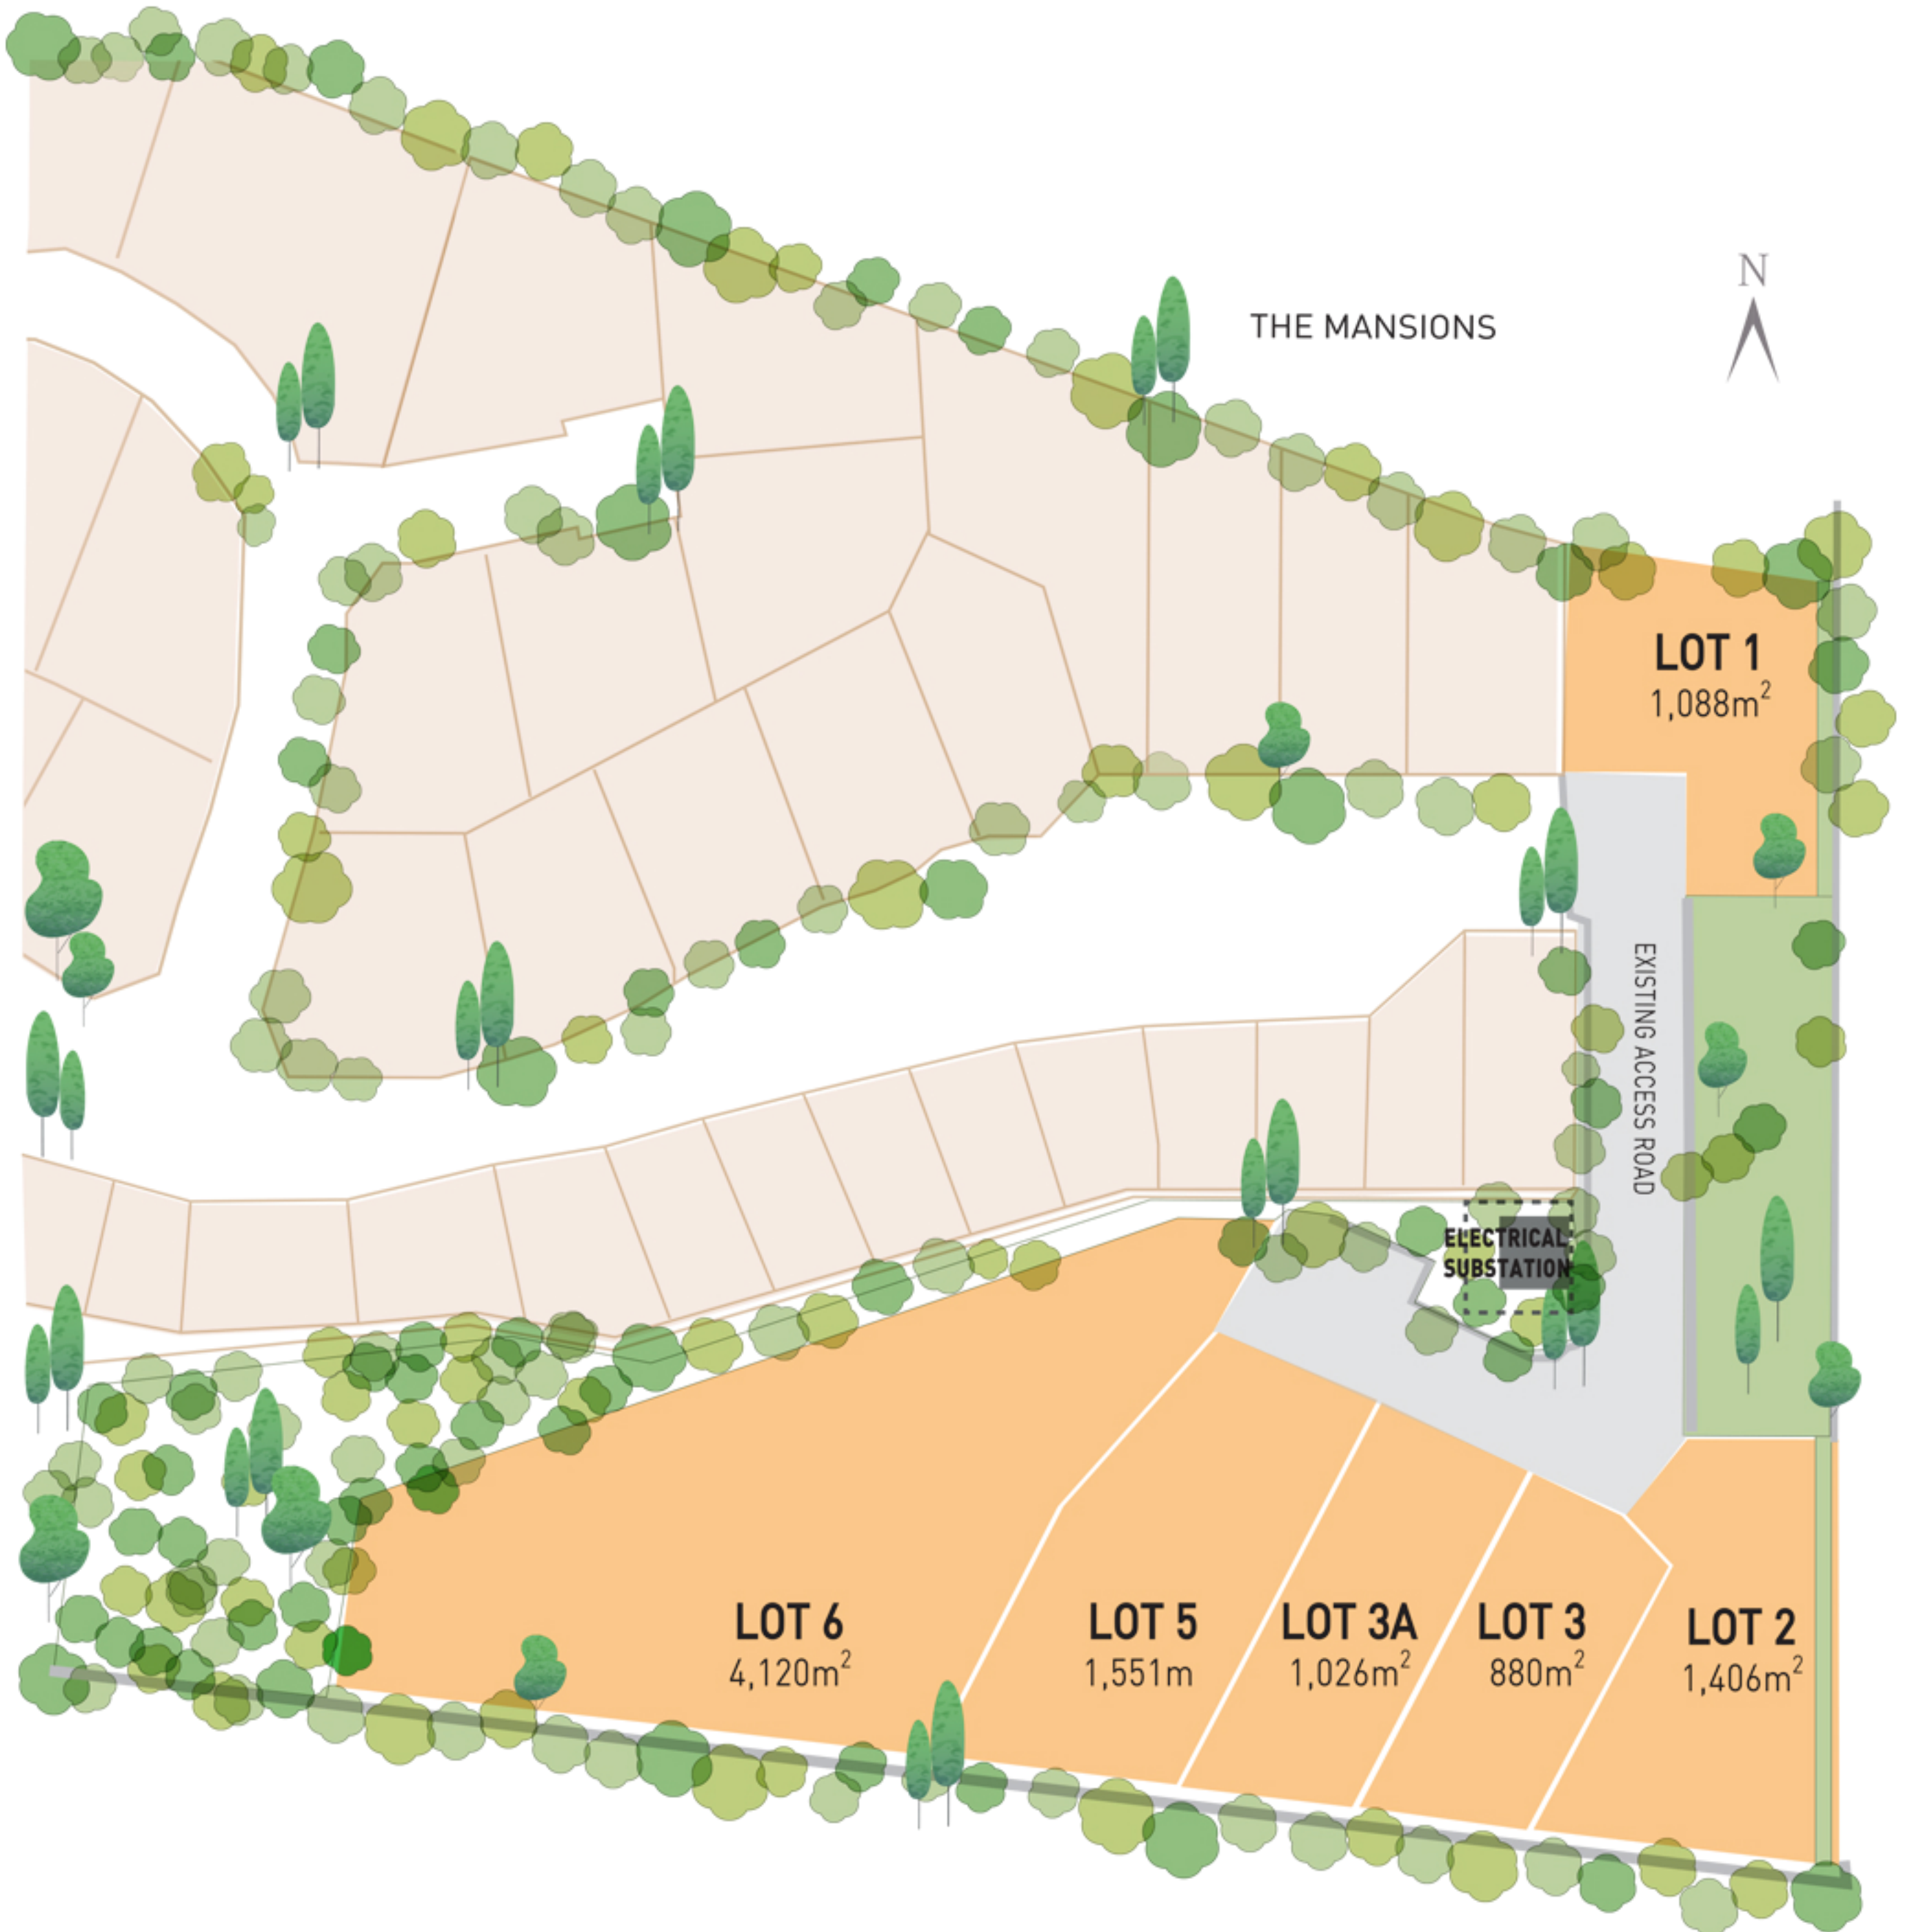 N
THE MANSIONS
LOT 1
1,088m²
EXISTING ACCESS ROAD
ELECTRICAL
SUBSTATION
LOT 6
4,120m²
LOT 5
1,551m
LOT 3A
1,026m²
LOT 3
880m²
LOT 2
1,406m²